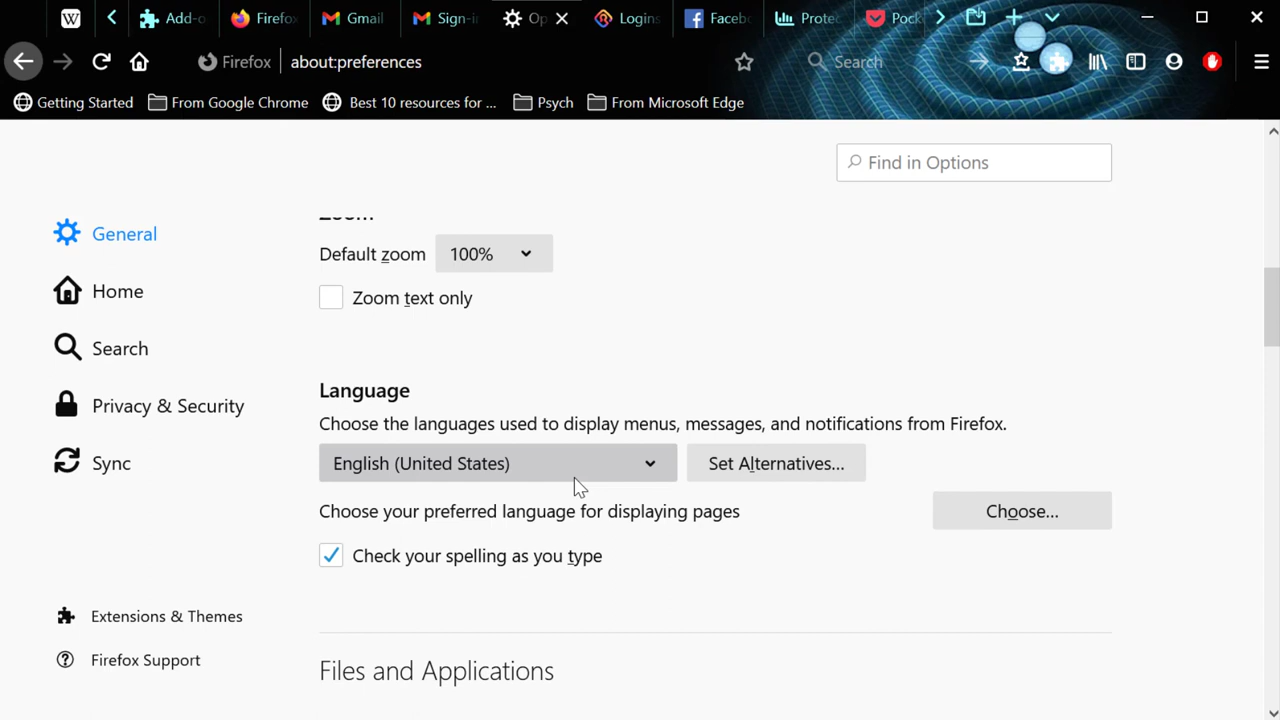 Add-o
Firefox
Gmail
Sign-i
Op
Logins
Faceb
Prote
Pock
Firefox
about:preferences
Search
Getting Started
From Google Chrome
Best 10 resources for ...
Psych
From Microsoft Edge
Find in Options
General
Home
Search
Privacy & Security
Sync
Extensions & Themes
Firefox Support
Zoom
Default zoom
100%
Zoom text only
Language
Choose the languages used to display menus, messages, and notifications from Firefox.
English (United States)
Set Alternatives...
Choose your preferred language for displaying pages
Choose...
Check your spelling as you type
Files and Applications